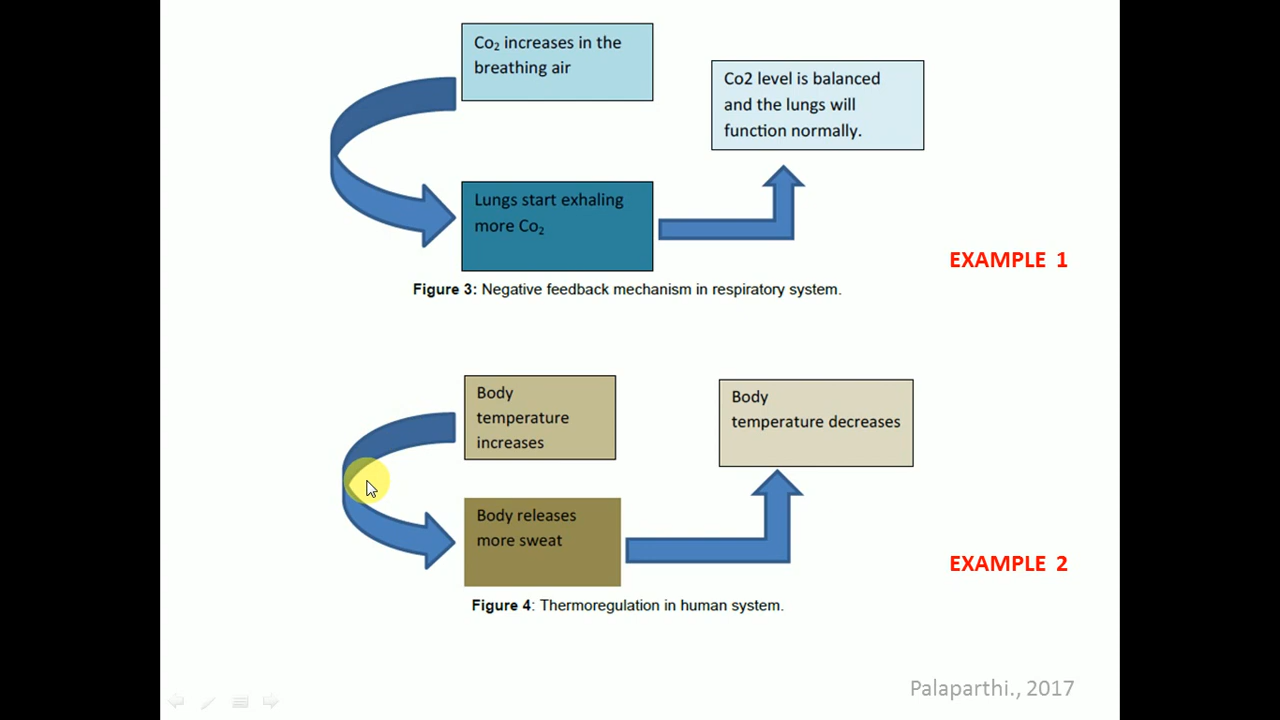 Co₂ increases in the
breathing air
Co2 level is balanced
and the lungs will
function normally.
Lungs start exhaling
more Co₂
EXAMPLE 1
Figure 3: Negative feedback mechanism in respiratory system.
Body
temperature
increases
Body
temperature decreases
Body releases
more sweat
EXAMPLE 2
Figure 4: Thermoregulation in human system.
Palaparthi., 2017